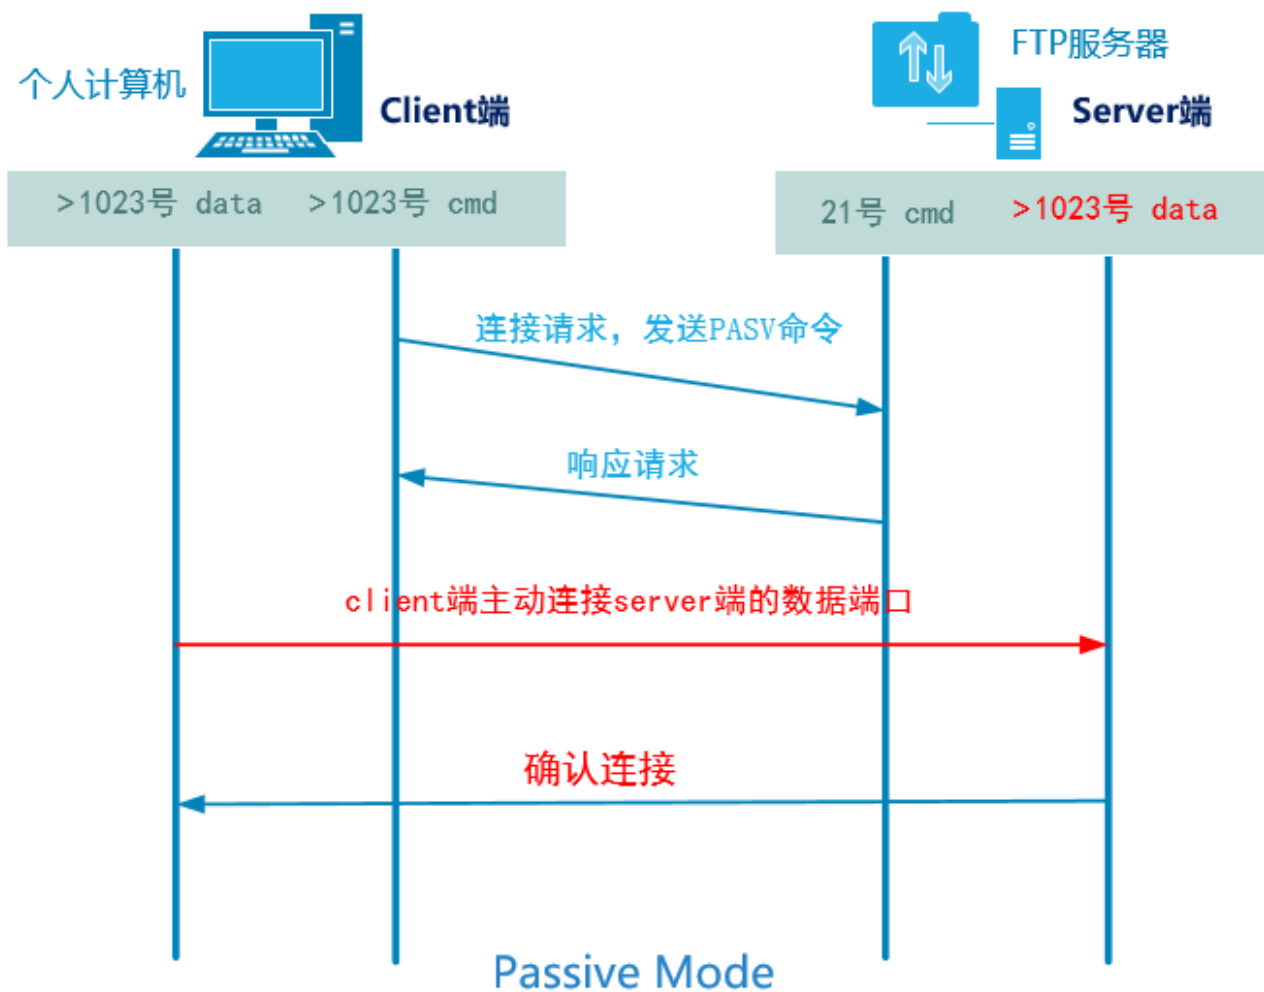 个人计算机
Client端
FTP服务器
Server端
>1023号 data >1023号 cmd
21号 cmd >1023号 data
连接请求，发送PASV命令
响应请求
client端主动连接server端的数据端口
确认连接
Passive Mode